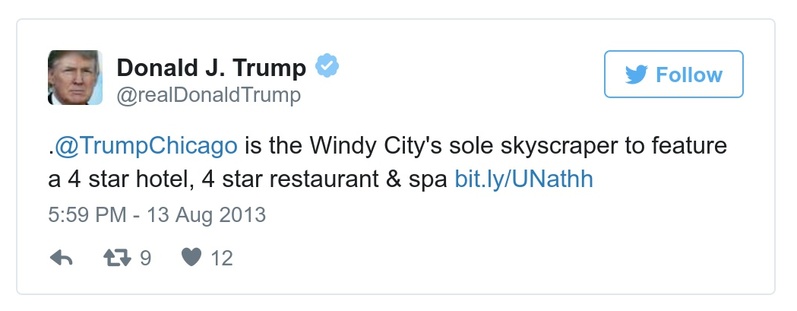 Donald J. Trump
@realDonaldTrump
Follow
.@TrumpChicago is the Windy City's sole skyscraper to feature
a 4 star hotel, 4 star restaurant & spa bit.ly/UNathh
5:59 PM - 13 Aug 2013
9 12